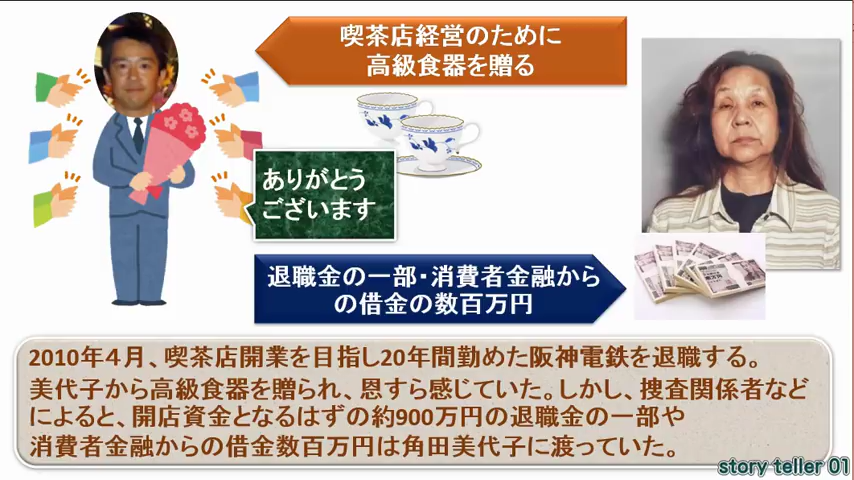 喫茶店経営のために
高級食器を贈る
ありがとう
ございます
退職金の一部・消費者金融から
の借金の数百万円
2010年４月、喫茶店開業を目指し20年間勤めた阪神電鉄を退職する。
美代子から高級食器を贈られ、恩すら感じていた。しかし、捜査関係者など
によると、開店資金となるはずの約900万円の退職金の一部や
消費者金融からの借金数百万円は角田美代子に渡っていた。
story teller 01